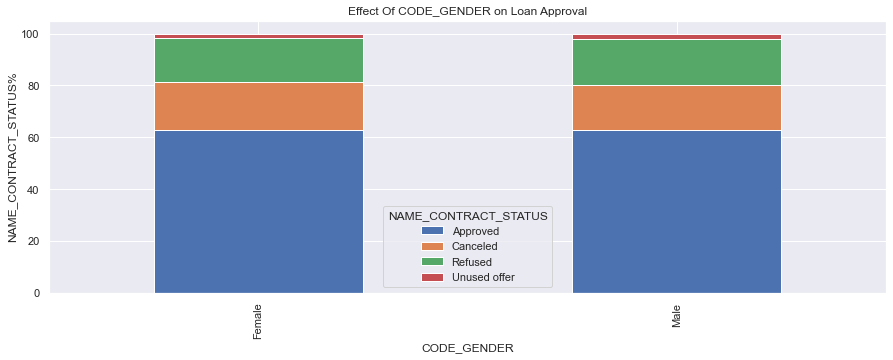 Effect Of CODE_GENDER on Loan Approval
NAME_CONTRACT_STATUS%
100
80
60
40
20
0
NAME_CONTRACT_STATUS
Approved
Canceled
Refused
Unused offer
Female
Male
CODE_GENDER